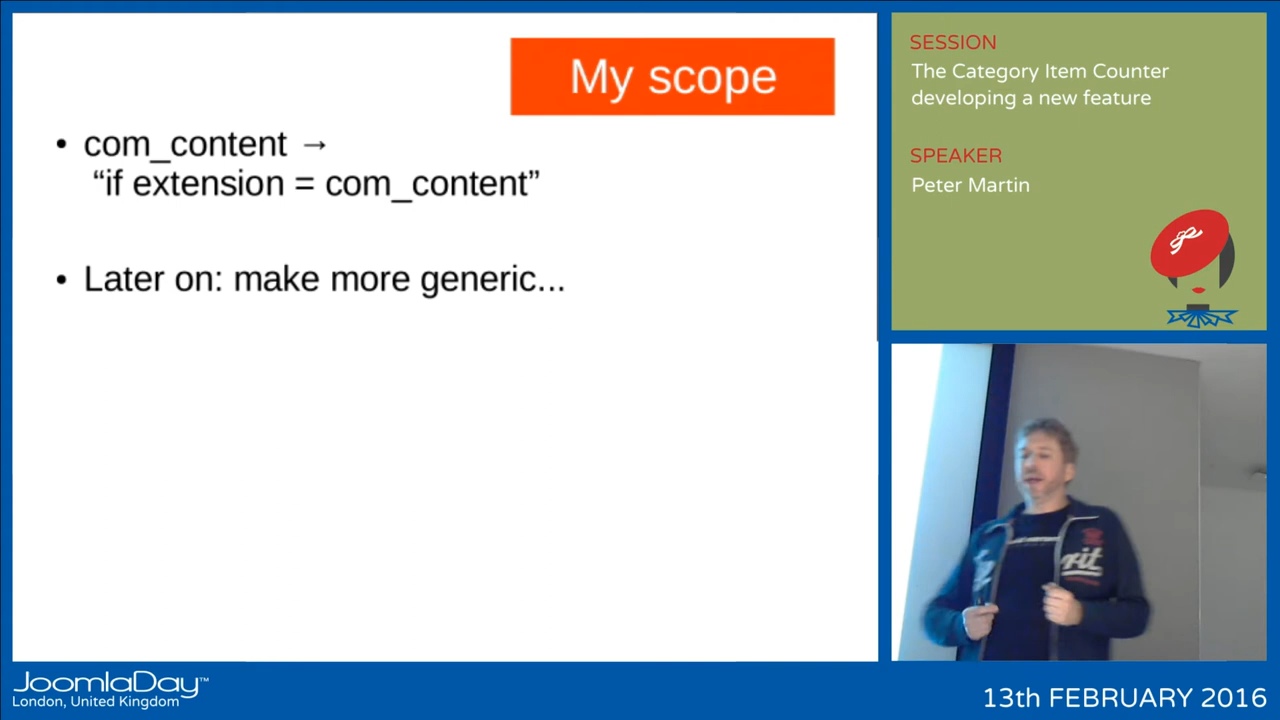 My scope
• com_content →
“if extension = com_content”
• Later on: make more generic...
SESSION
The Category Item Counter
developing a new feature
SPEAKER
Peter Martin
JoomlaDay™
London, United Kingdom
13th FEBRUARY 2016